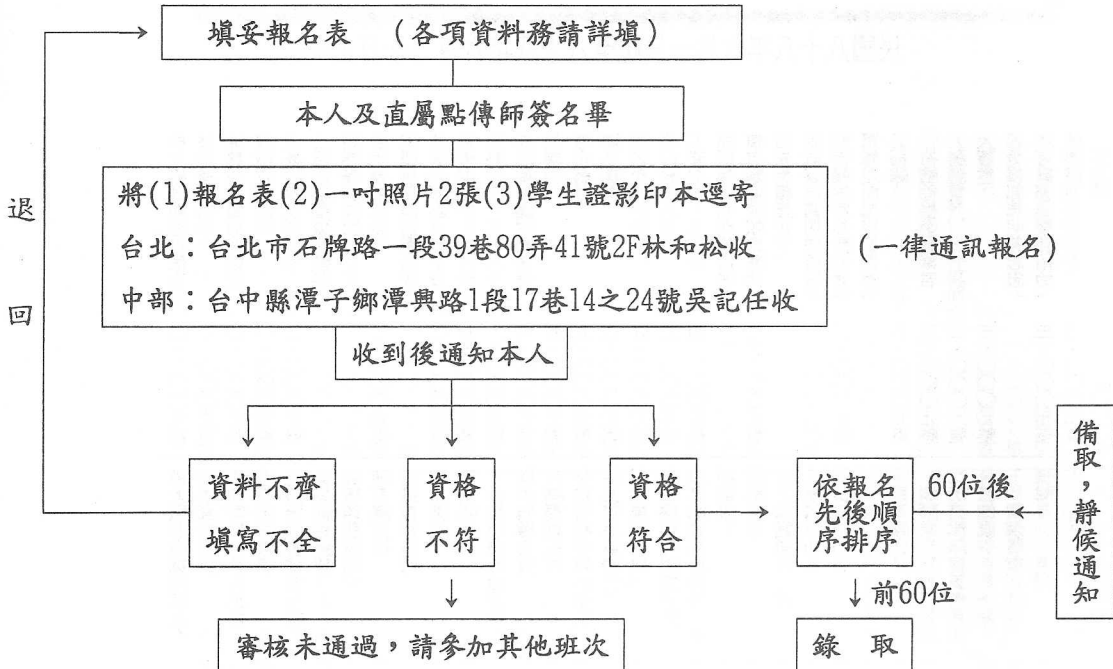 填妥報名表 (各項資料務請詳填)
本人及直屬點傳師簽名畢
將(1)報名表(2)一吋照片2張(3)學生證影印本逕寄
台北：台北市石牌路一段39巷80弄41號2F林和松收
中部：台中縣潭子鄉潭興路1段17巷14之24號吳記任收
(一律通訊報名)
收到後通知本人
退回
資料不齊
填寫不全
資格
不符
資格
符合
依報名
先後順
序排序
60位後
備取，靜候通知
前60位
審核未通過，請參加其他班次
錄 取